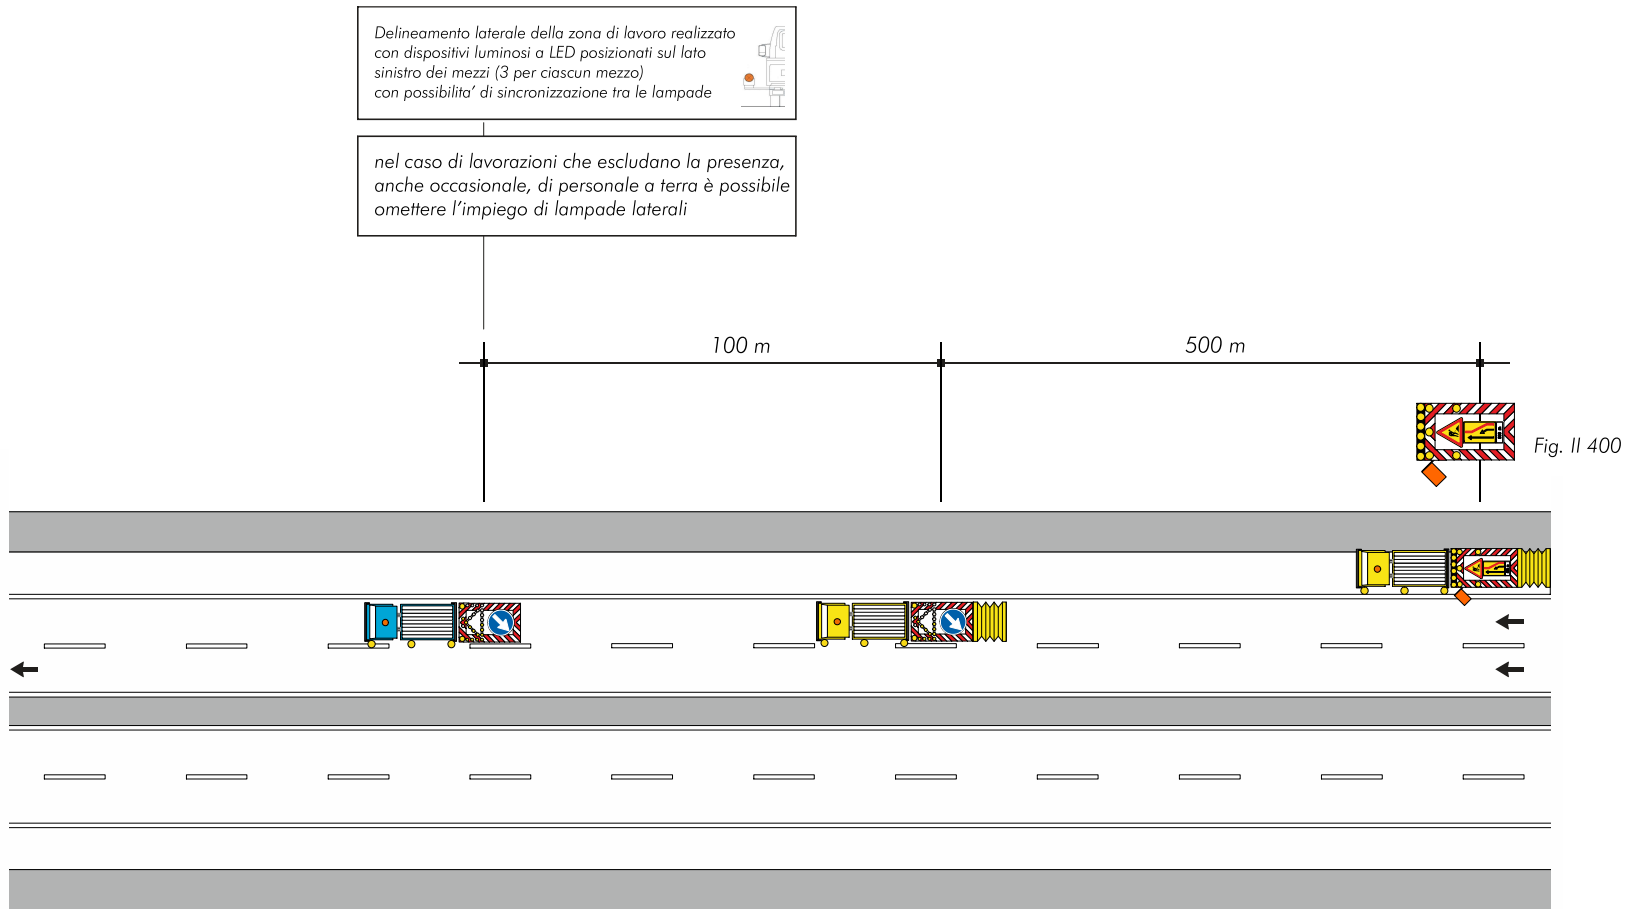 Delineamento laterale della zona di lavoro realizzato
con dispositivi luminosi a LED posizionati sul lato
sinistro dei mezzi (3 per ciascun mezzo)
con possibilita' di sincronizzazione tra le lampade
nel caso di lavorazioni che escludano la presenza,
anche occasionale, di personale a terra è possibile
omettere l'impiego di lampade laterali
100 m
500 m
Fig. II 400